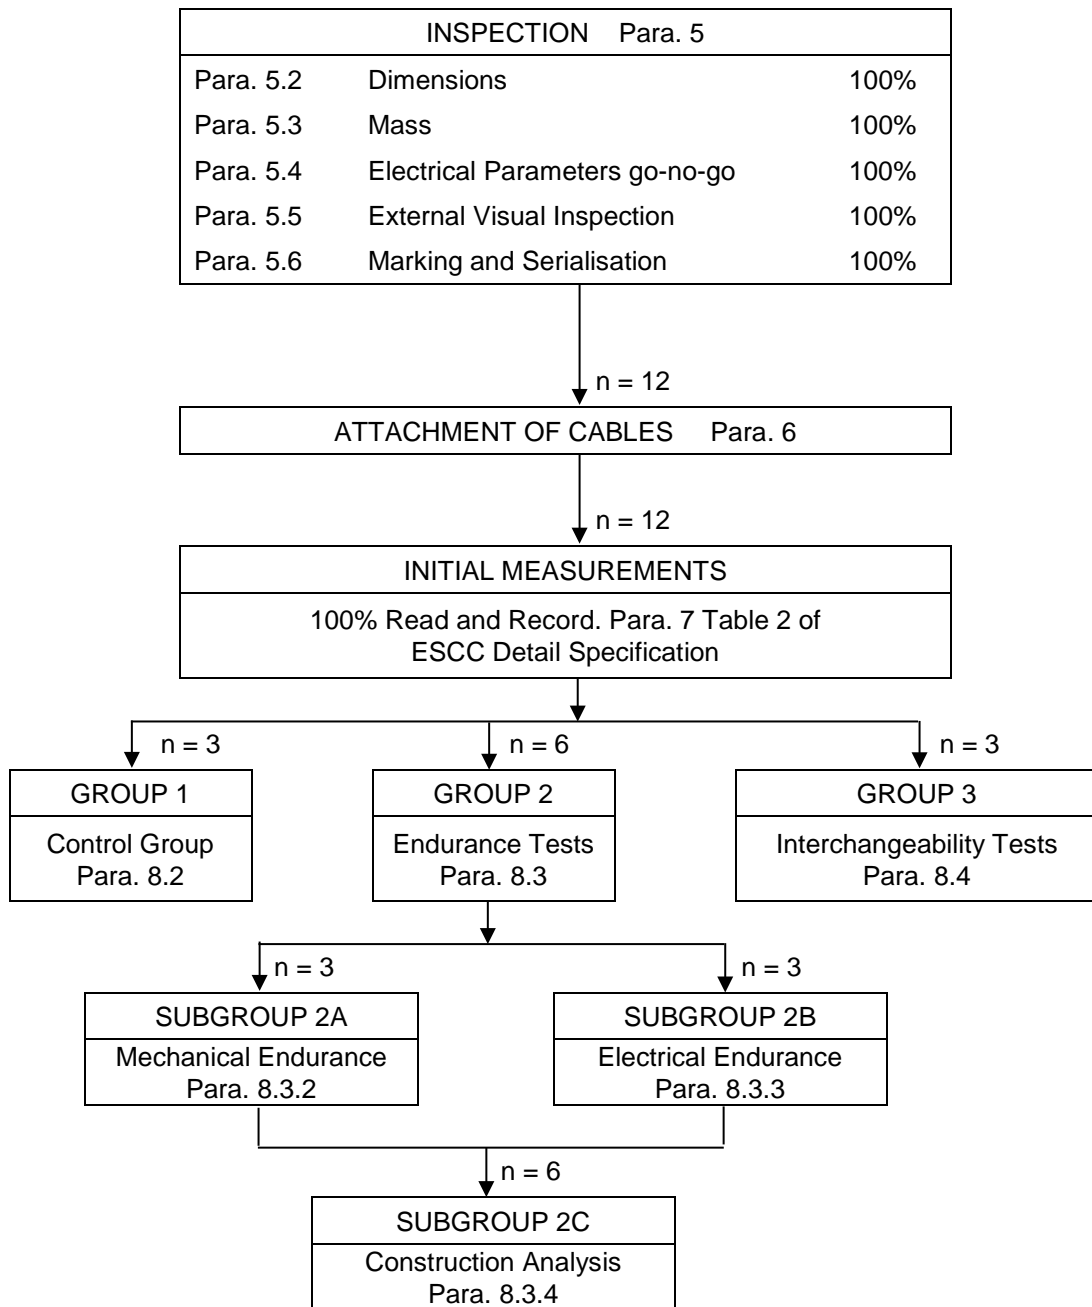 INSPECTION Para. 5
Para. 5.2 Dimensions 100%
Para. 5.3 Mass 100%
Para. 5.4 Electrical Parameters go-no-go 100%
Para. 5.5 External Visual Inspection 100%
Para. 5.6 Marking and Serialisation 100%
n = 12
ATTACHMENT OF CABLES Para. 6
n = 12
INITIAL MEASUREMENTS
100% Read and Record. Para. 7 Table 2 of
ESCC Detail Specification
n = 3
n = 6
n = 3
GROUP 1
Control Group
Para. 8.2
GROUP 2
Endurance Tests
Para. 8.3
GROUP 3
Interchangeability Tests
Para. 8.4
n = 3
n = 3
SUBGROUP 2A
Mechanical Endurance
Para. 8.3.2
SUBGROUP 2B
Electrical Endurance
Para. 8.3.3
n = 6
SUBGROUP 2C
Construction Analysis
Para. 8.3.4